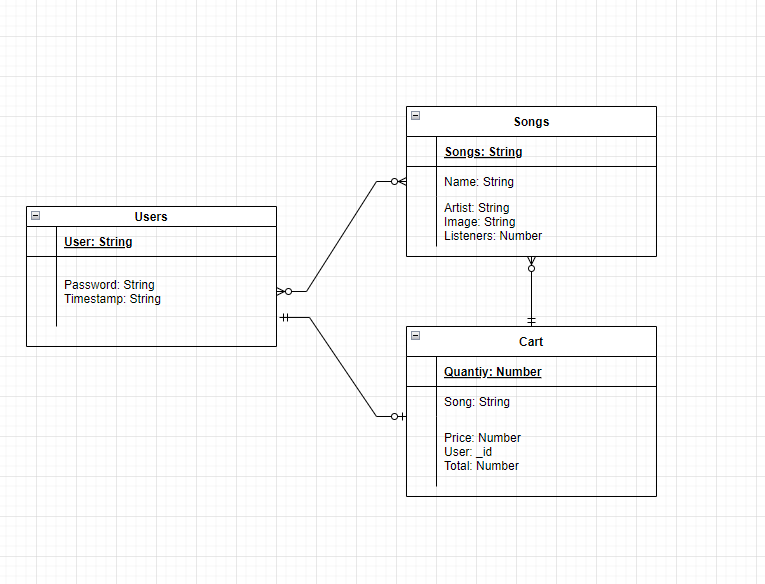 Users
User: String
Password: String
Timestamp: String
Songs
Songs: String
Name: String
Artist: String
Image: String
Listeners: Number
Cart
Quantiy: Number
Song: String
Price: Number
User: _id
Total: Number